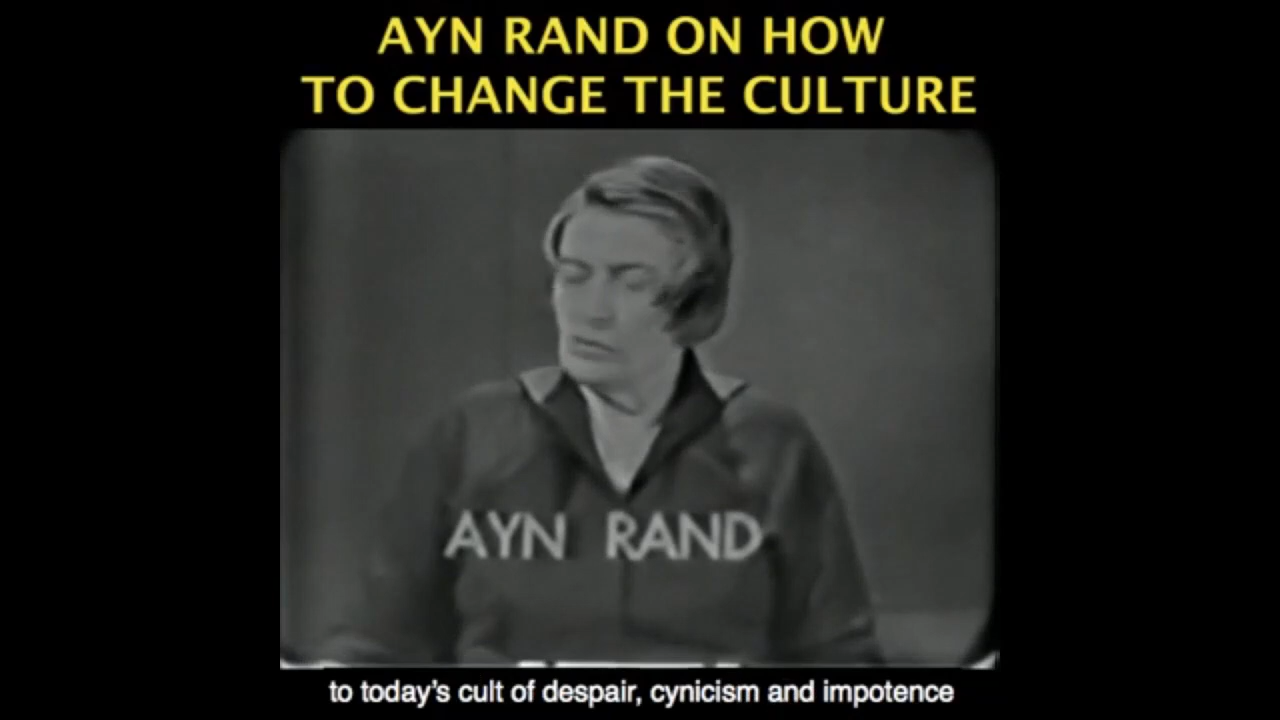 AYN RAND ON HOW
TO CHANGE THE CULTURE
AYN RAND
to today's cult of despair, cynicism and impotence